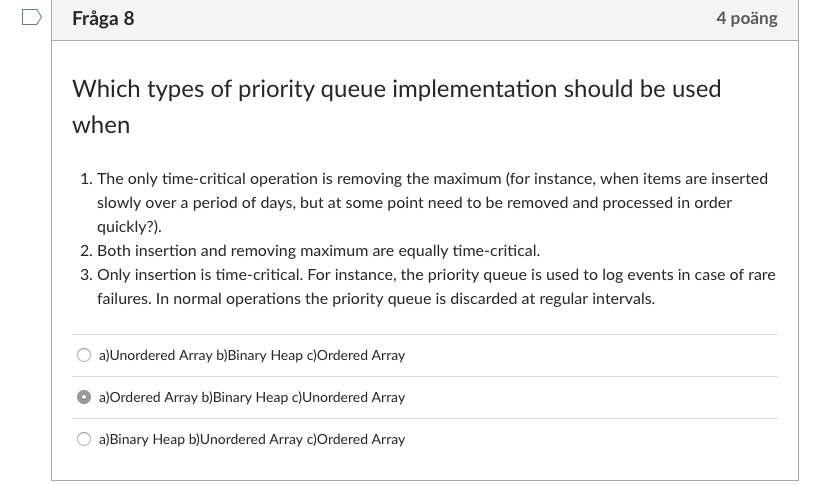 Fråga 8
4 poäng
Which types of priority queue implementation should be used
when
1. The only time-critical operation is removing the maximum (for instance, when items are inserted
slowly over a period of days, but at some point need to be removed and processed in order
quickly?).
2. Both insertion and removing maximum are equally time-critical.
3. Only insertion is time-critical. For instance, the priority queue is used to log events in case of rare
failures. In normal operations the priority queue is discarded at regular intervals.
a)Unordered Array b)Binary Heap c)Ordered Array
a)Ordered Array b)Binary Heap c)Unordered Array
a)Binary Heap b)Unordered Array c)Ordered Array